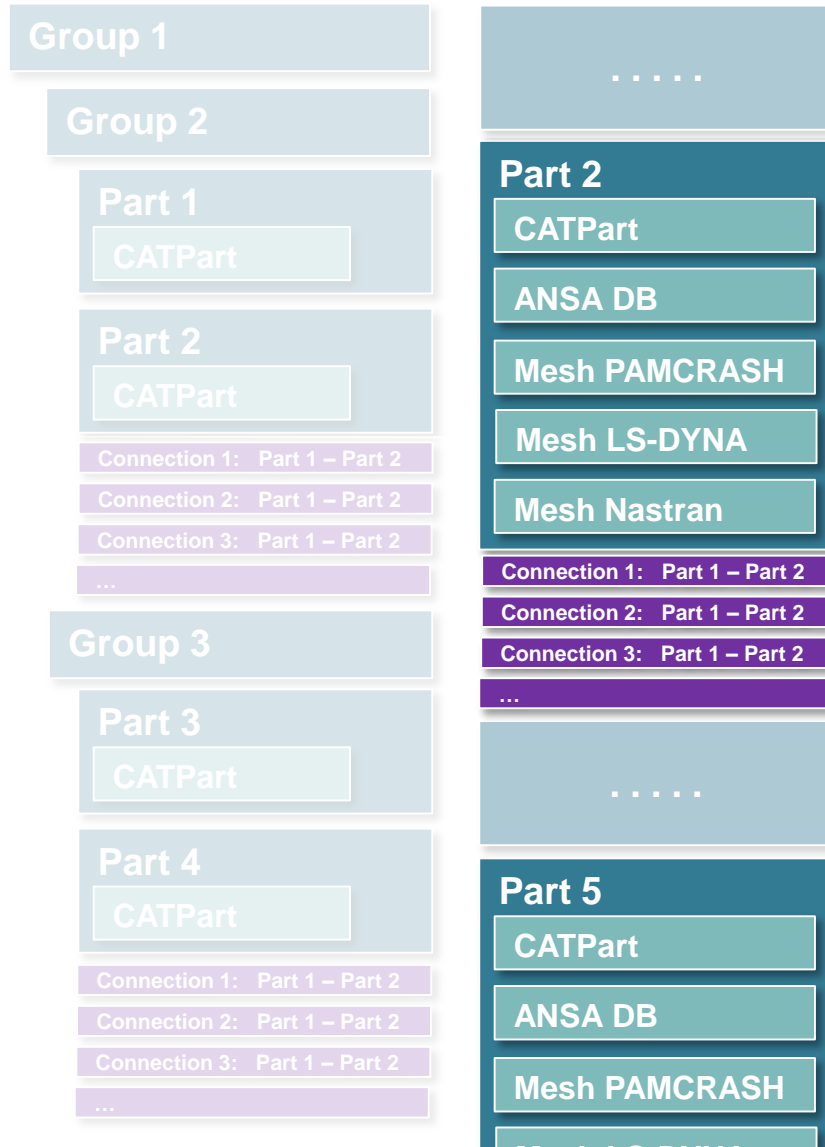 Group 1
Group 2
Part 1
CATPart
Part 2
CATPart
Connection 1: Part 1 – Part 2
Connection 2: Part 1 – Part 2
Connection 3: Part 1 – Part 2
...
Group 3
Part 3
CATPart
Part 4
CATPart
Connection 1: Part 1 – Part 2
Connection 2: Part 1 – Part 2
Connection 3: Part 1 – Part 2
...
. . . . .
Part 2
CATPart
ANSA DB
Mesh PAMCRASH
Mesh LS-DYNA
Mesh Nastran
Connection 1: Part 1 – Part 2
Connection 2: Part 1 – Part 2
Connection 3: Part 1 – Part 2
...
. . . . .
Part 5
CATPart
ANSA DB
Mesh PAMCRASH